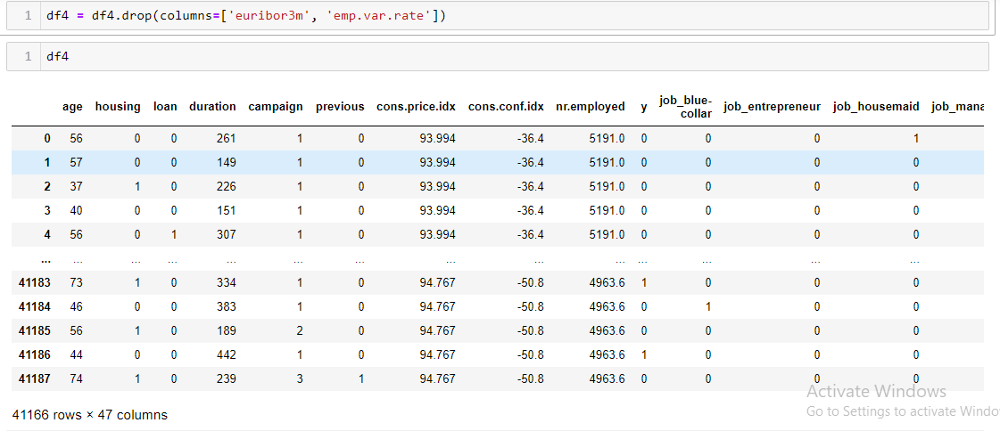 1 df4 = df4.drop(columns=['euribor3m', 'emp.var.rate'])
1 df4
age housing loan duration campaign previous cons.price.idx cons.conf.idx nr.employed y job_blue-collar job_entrepreneur job_housemaid job_mana
0 56 0 0 261 1 0 93.994 -36.4 5191.0 0 0 0 1
1 57 0 0 149 1 0 93.994 -36.4 5191.0 0 0 0 0
2 37 1 0 226 1 0 93.994 -36.4 5191.0 0 0 0 0
3 40 0 0 151 1 0 93.994 -36.4 5191.0 0 0 0 0
4 56 0 1 307 1 0 93.994 -36.4 5191.0 0 0 0 0
... ... ... ... ... ... ... ... ... ... ... ... ... ...
41183 73 1 0 334 1 0 94.767 -50.8 4963.6 1 0 0 0
41184 46 0 0 383 1 0 94.767 -50.8 4963.6 0 1 0 0
41185 56 1 0 189 2 0 94.767 -50.8 4963.6 0 0 0 0
41186 44 0 0 442 1 0 94.767 -50.8 4963.6 1 0 0 0
41187 74 1 0 239 3 1 94.767 -50.8 4963.6 0 0 0 0
41166 rows × 47 columns
Activate Windows
Go to Settings to activate Windo